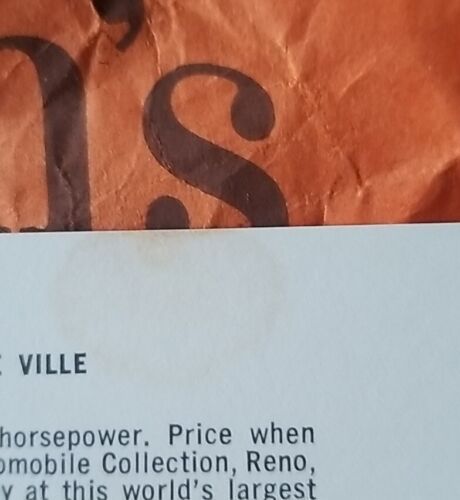 n's
VILLE
horsepower. Price when
omobile Collection, Reno,
y at this world's largest